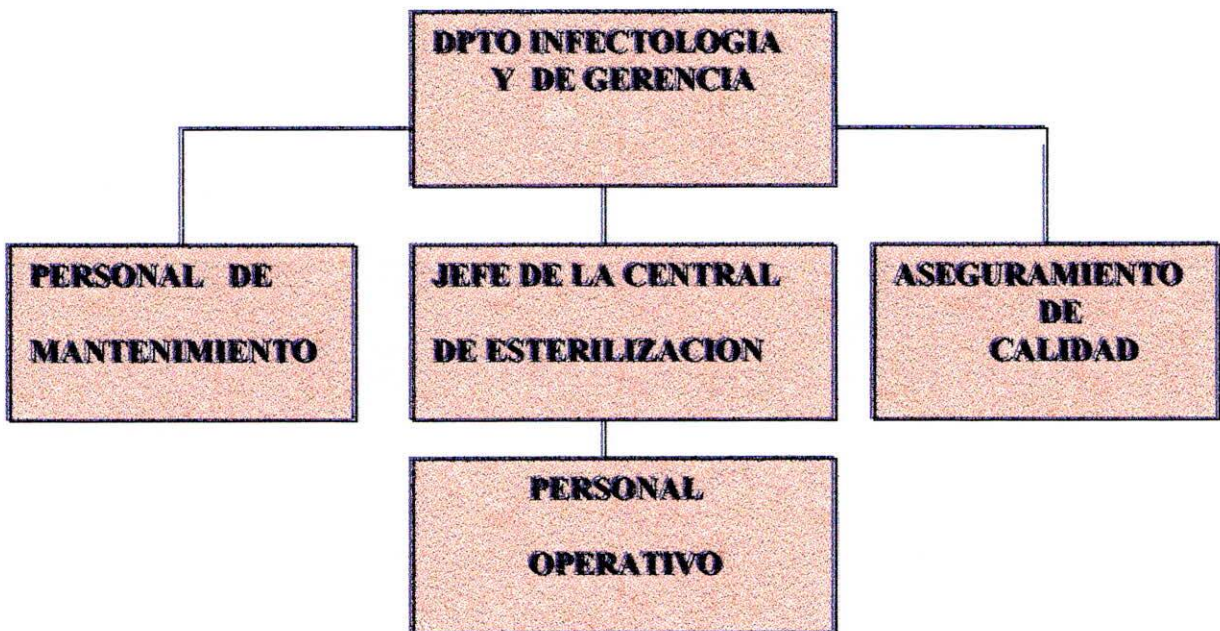 DPTO INFECTOLOGIA
Y DE GERENCIA
PERSONAL DE
MANTENIMIENTO
JEFE DE LA CENTRAL
DE ESTERILIZACION
ASEGURAMIENTO
DE
CALIDAD
PERSONAL
OPERATIVO